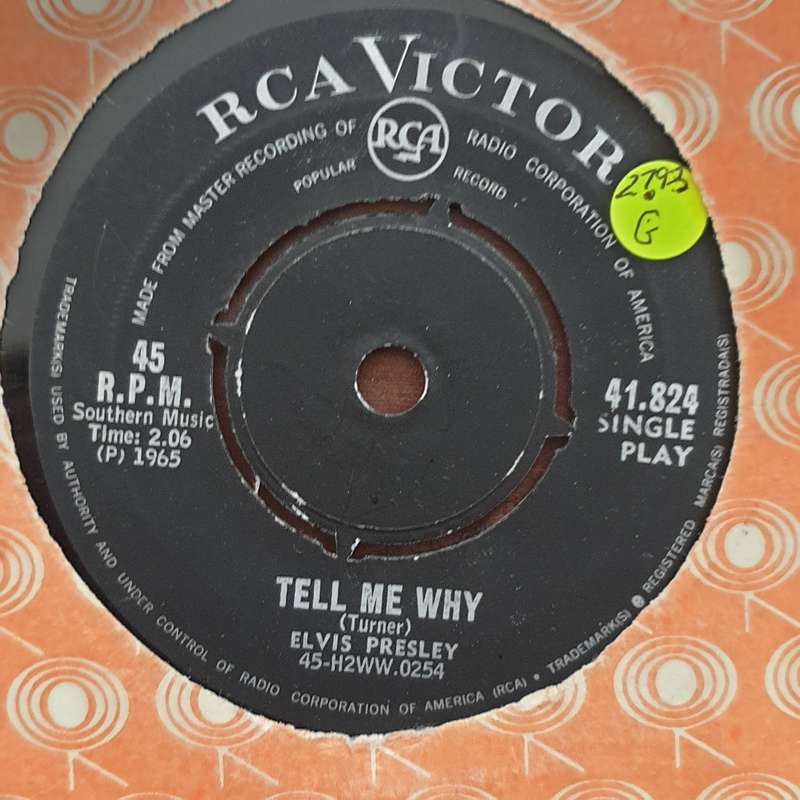 RCA VICTOR
RCA
MADE FROM MASTER RECORDING OF RADIO CORPORATION OF AMERICA
POPULAR RECORD
2793
G
45
R.P.M.
Southern Music
Time: 2.06
(P) 1965
41.824
SINGLE
PLAY
TELL ME WHY
(Turner)
ELVIS PRESLEY
45-H2WW.0254
TRADEMARK(S) USED BY AUTHORITY AND UNDER CONTROL OF RADIO CORPORATION OF AMERICA (RCA) • TRADEMARK(S) ® REGISTERED MARCA(S) REGISTRADA(S)